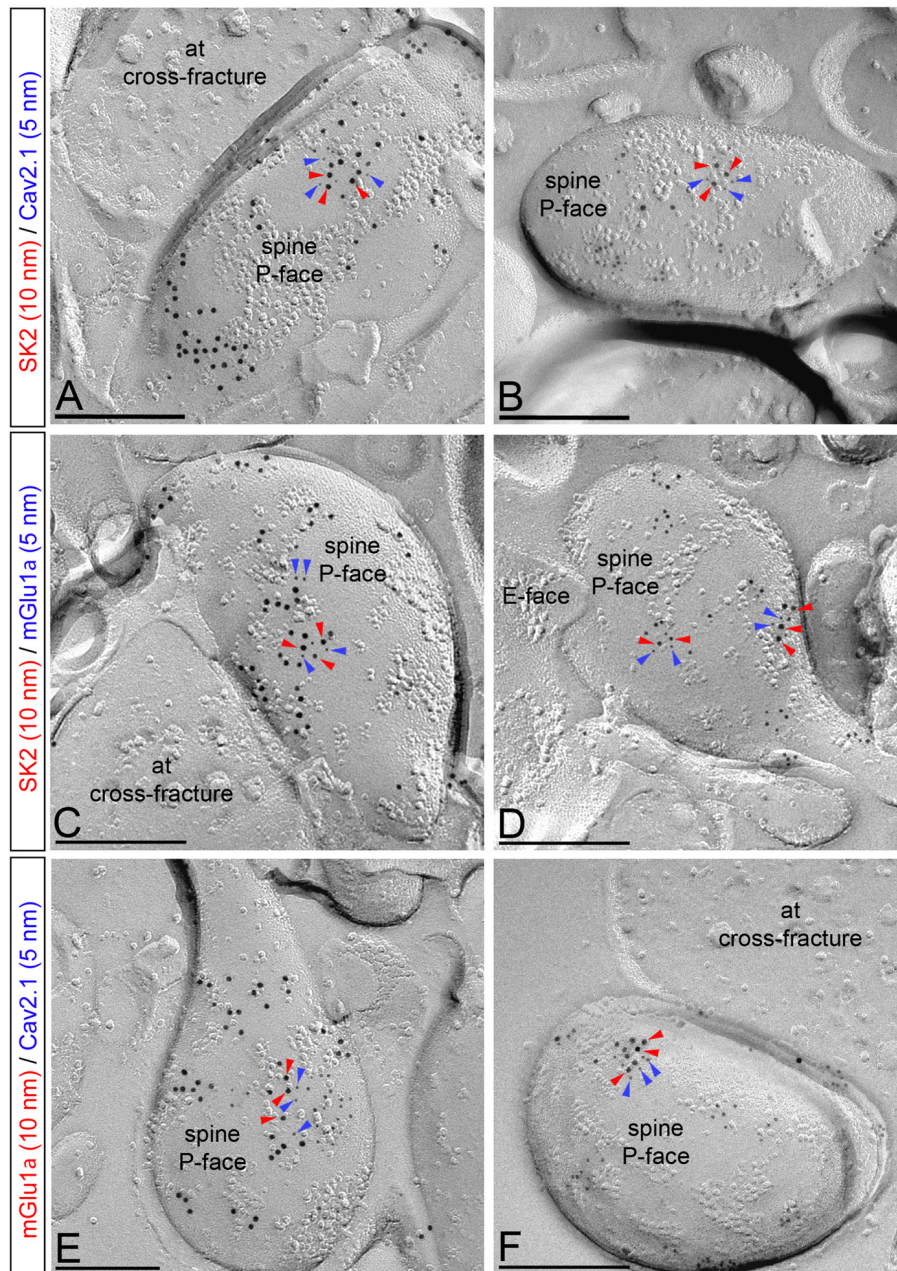 SK2 (10 nm) / Cav2.1 (5 nm)
at
cross-fracture
spine
P-face
A
spine
P-face
B
SK2 (10 nm) / mGlu1a (5 nm)
spine
P-face
at
cross-fracture
C
spine
P-face
E-face
D
mGlu1a (10 nm) / Cav2.1 (5 nm)
spine
P-face
E
at
cross-fracture
spine
P-face
F